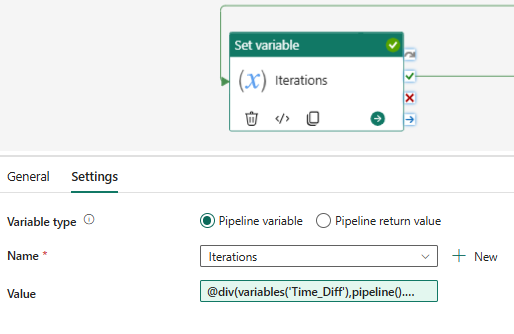 Set variable
(x) Iterations
</>
General Settings
Variable type Pipeline variable Pipeline return value
Name * Iterations + New
Value @div(variables('Time_Diff'),pipeline()....